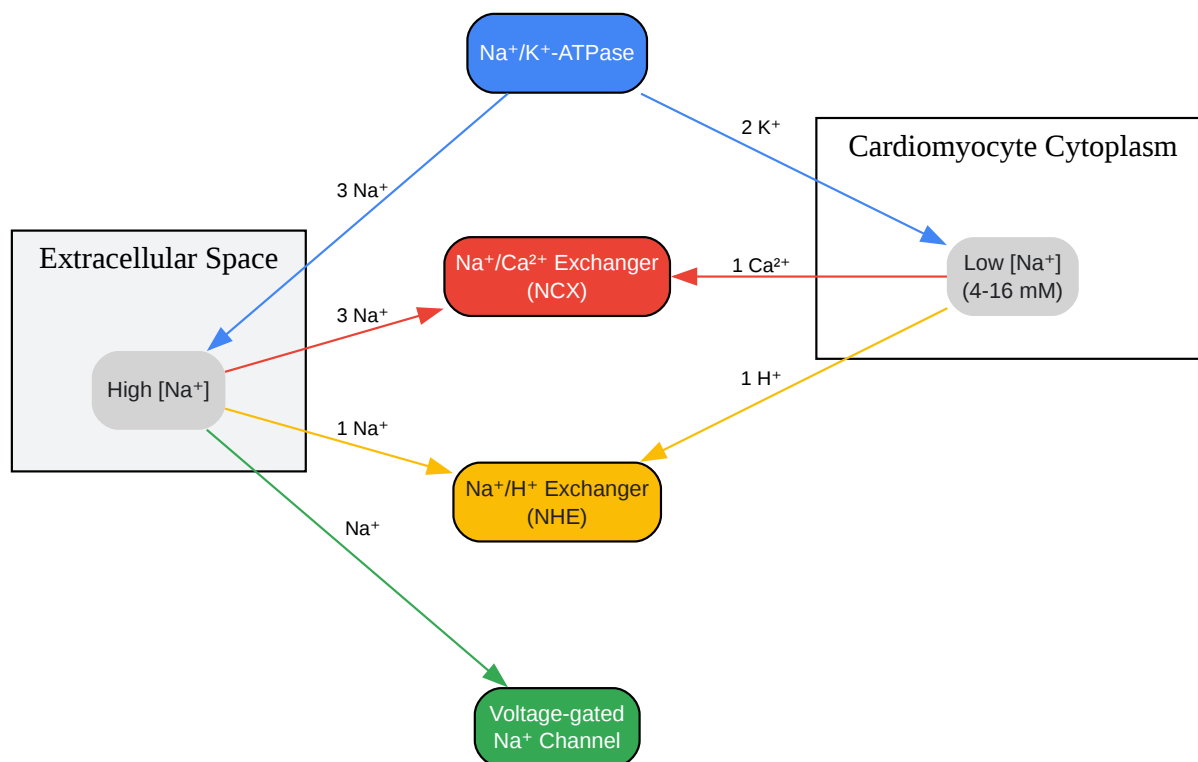 Na⁺/K⁺-ATPase
2 K⁺
Cardiomyocyte Cytoplasm
3 Na⁺
Extracellular Space
Na⁺/Ca²⁺ Exchanger
(NCX)
1 Ca²⁺
Low [Na⁺]
(4-16 mM)
3 Na⁺
High [Na⁺]
1 H⁺
1 Na⁺
Na⁺/H⁺ Exchanger
(NHE)
Na⁺
Voltage-gated
Na⁺ Channel